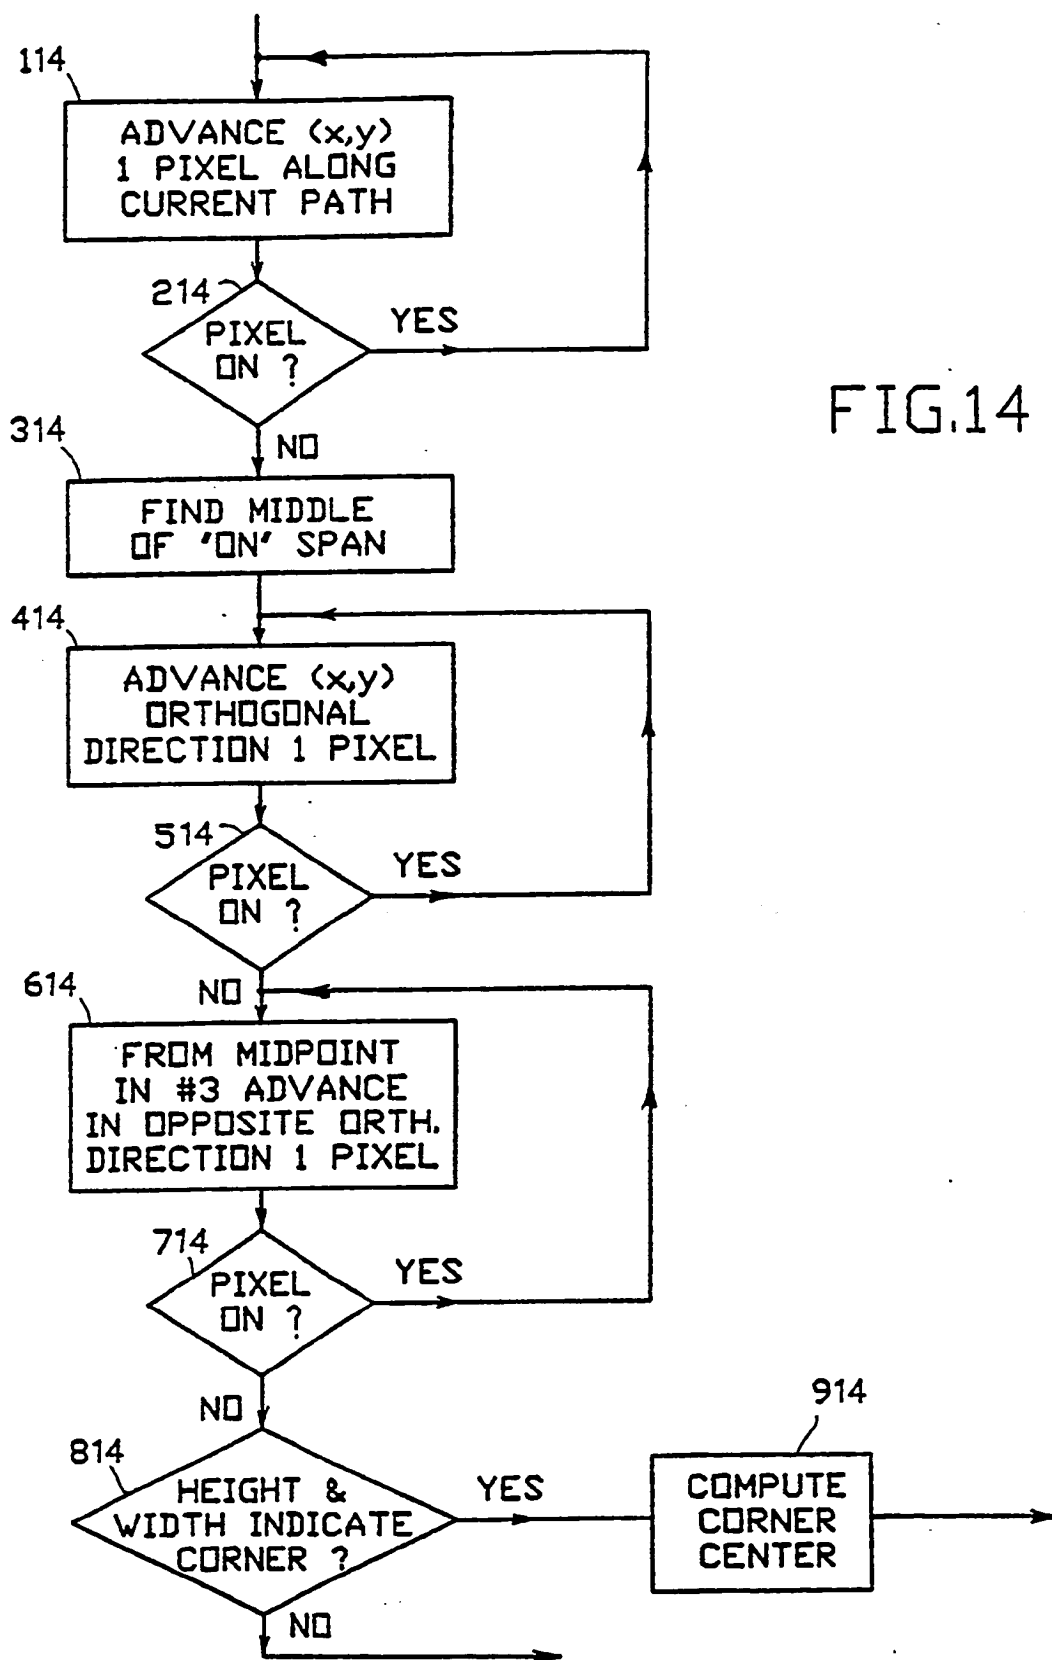 114
ADVANCE (x,y)
1 PIXEL ALONG
CURRENT PATH
214
PIXEL
ON ?
YES
FIG.14
314
NO
FIND MIDDLE
OF 'ON' SPAN
414
ADVANCE (x,y)
ORTHOGONAL
DIRECTION 1 PIXEL
514
PIXEL
ON ?
YES
614
NO
FROM MIDPOINT
IN #3 ADVANCE
IN OPPOSITE ORTH.
DIRECTION 1 PIXEL
714
PIXEL
ON ?
YES
NO
814
HEIGHT &
WIDTH INDICATE
CORNER ?
YES
914
COMPUTE
CORNER
CENTER
NO